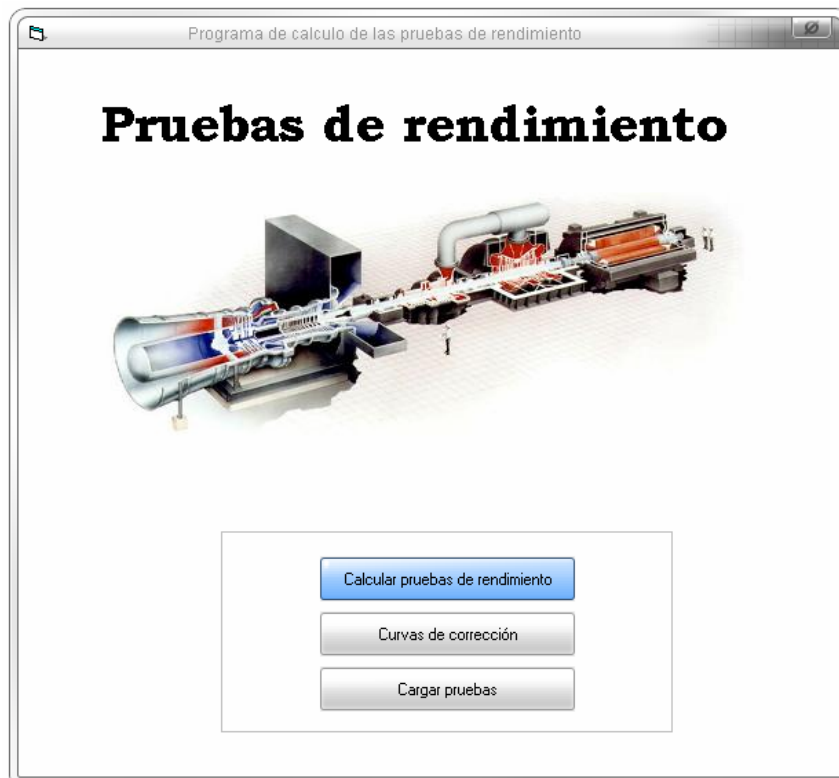 Programa de calculo de las pruebas de rendimiento
Pruebas de rendimiento
Calcular pruebas de rendimiento
Curvas de corrección
Cargar pruebas